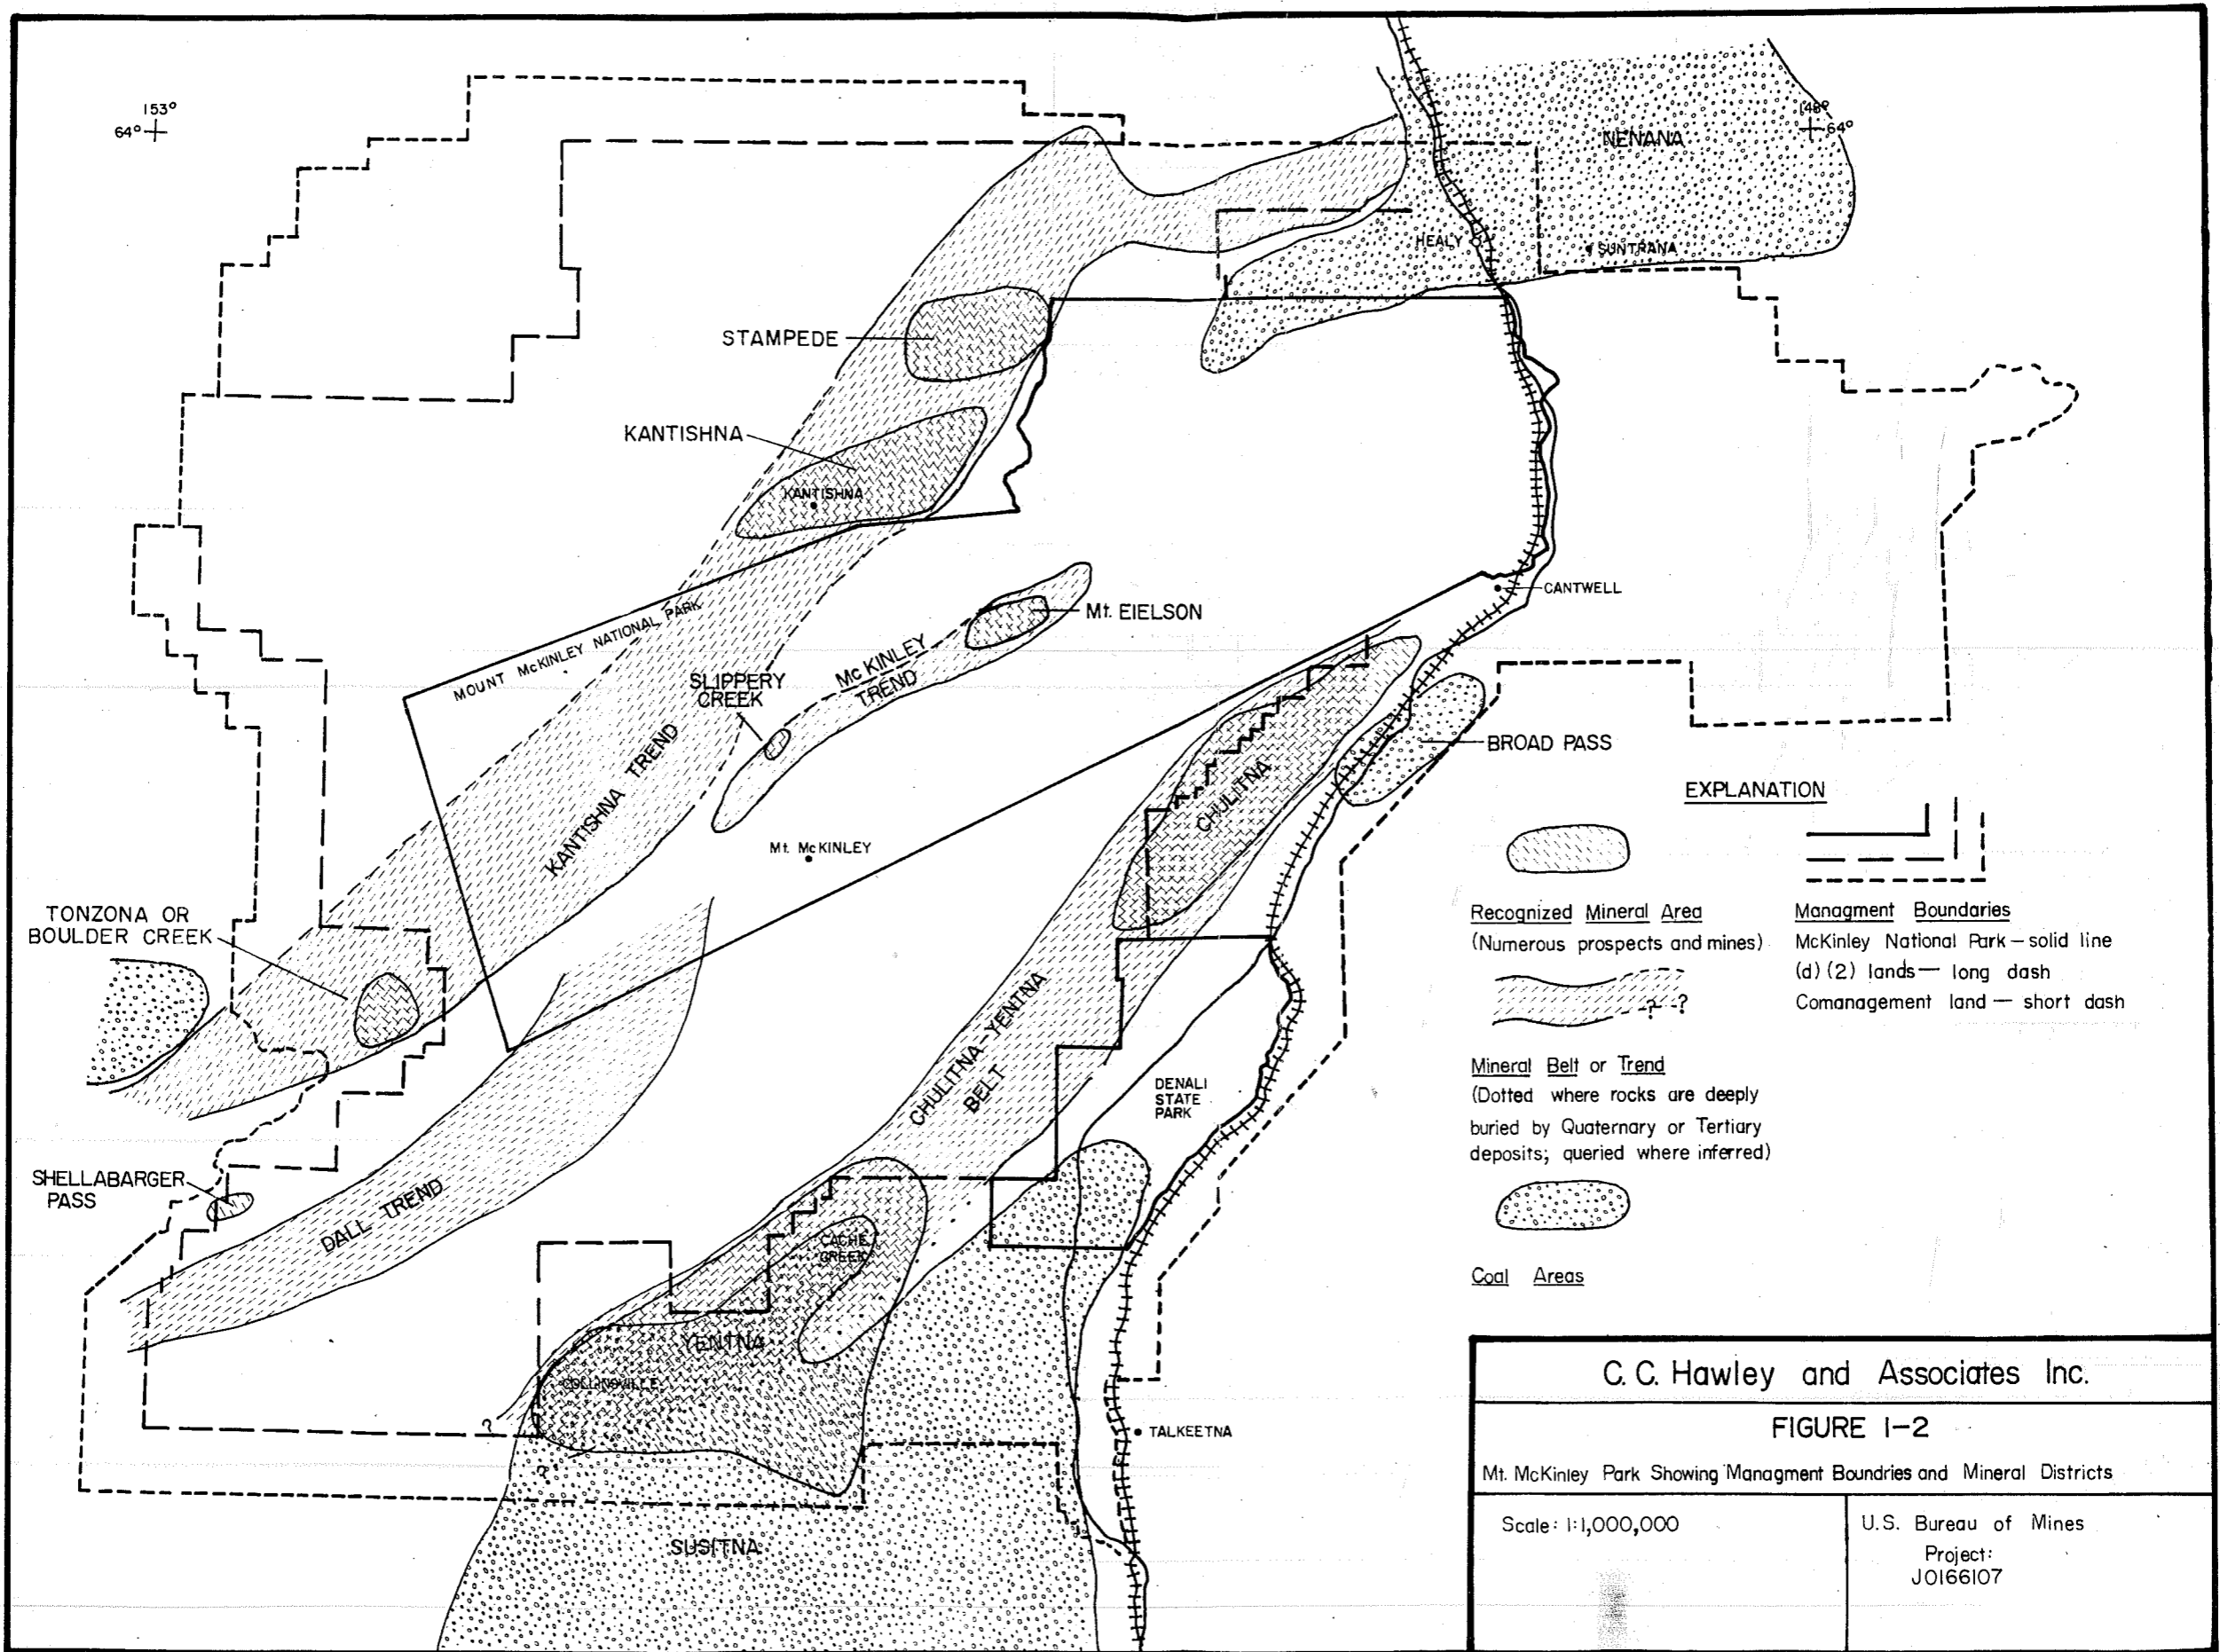 153°
64°
148°
64°
NENANA
HEALY
SUNTRANA
STAMPEDE
KANTISHNA
KANTISHNA
CANTWELL
Mt. EIELSON
MOUNT McKINLEY NATIONAL PARK
McKINLEY
TREND
SLIPPERY
CREEK
BROAD PASS
KANTISHNA TREND
CHULITNA
Mt. McKINLEY
TONZONA OR
BOULDER CREEK
CHULITNA-YENTNA
BELT
DENALI
STATE
PARK
SHELLABARGER
PASS
DALL TREND
CACHE
CREEK
YENTNA
COLLINSVILLE
?
?
TALKEETNA
SUSITNA
EXPLANATION
Recognized Mineral Area
(Numerous prospects and mines)
? ?
Mineral Belt or Trend
(Dotted where rocks are deeply
buried by Quaternary or Tertiary
deposits; queried where inferred)
Coal Areas
Managment Boundaries
McKinley National Park – solid line
(d) (2) lands — long dash
Comanagement land — short dash
C. C. Hawley and Associates Inc.
FIGURE I-2
Mt. McKinley Park Showing Managment Boundries and Mineral Districts
Scale: 1:1,000,000
U.S. Bureau of Mines
Project:
J0166107